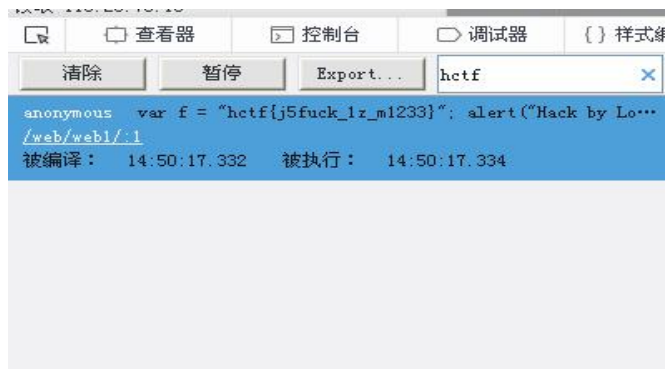 查看器 控制台 调试器 {} 样式编
清除 暂停 Export... hctf ×
anonymous var f = "hctf{j5fuck_1z_m1233}"; alert("Hack by Lo…
/web/web1/:1
被编译： 14:50:17.332 被执行： 14:50:17.334